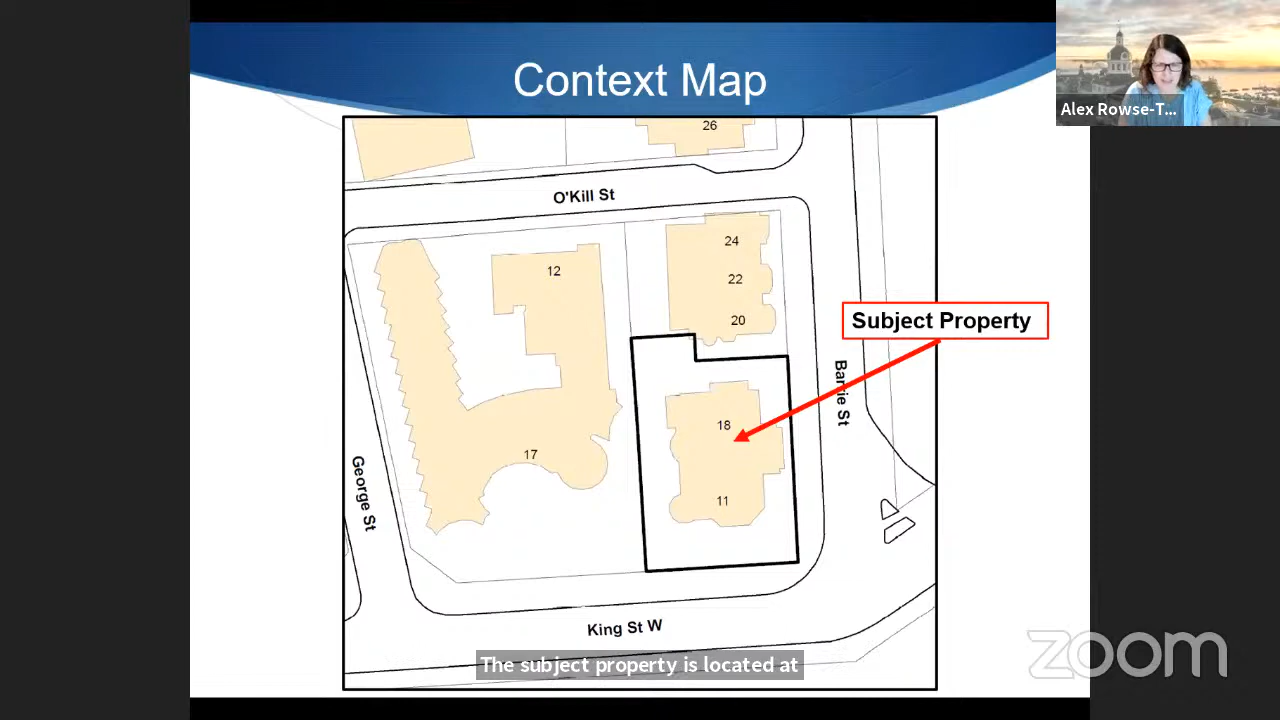 Context Map
Alex Rowse-T...
26
O'Kill St
24
12
22
20
Subject Property
Barrie St
18
17
11
George St
King St W
The subject property is located at
zoom